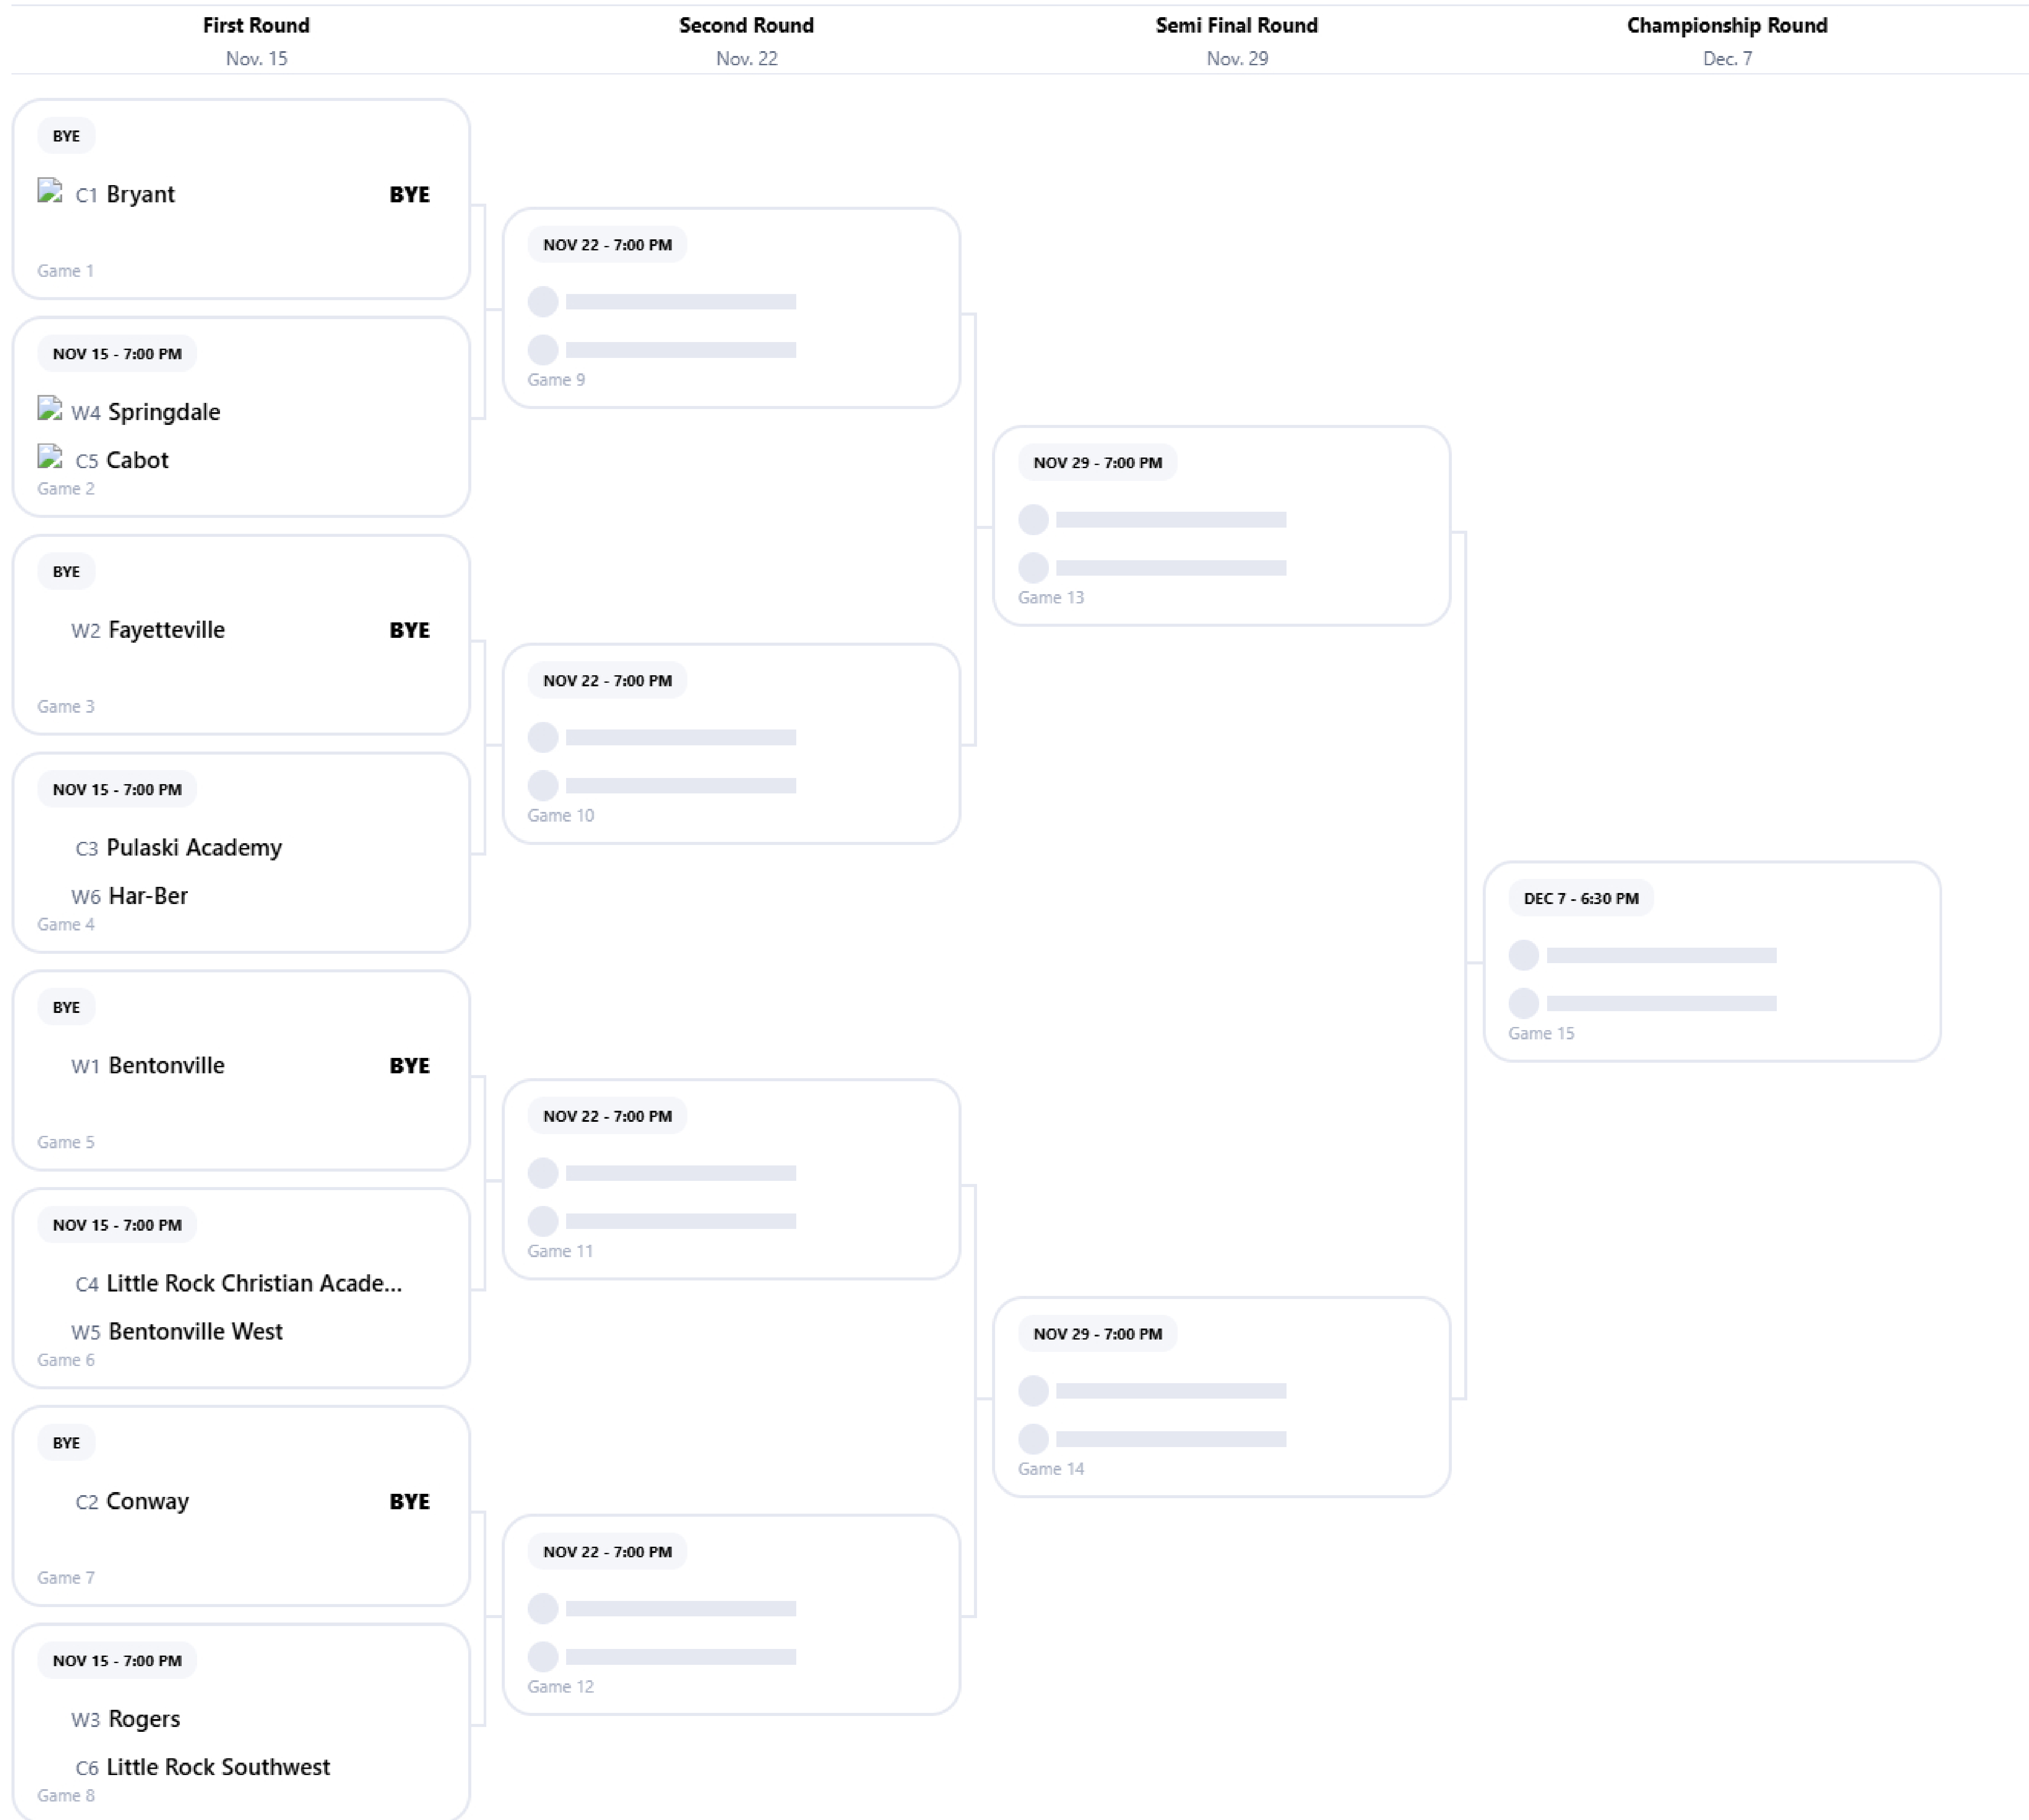 First Round
Nov. 15
Second Round
Nov. 22
Semi Final Round
Nov. 29
Championship Round
Dec. 7
BYE
C1 Bryant BYE
Game 1
NOV 15 - 7:00 PM
W4 Springdale
C5 Cabot
Game 2
BYE
W2 Fayetteville BYE
Game 3
NOV 15 - 7:00 PM
C3 Pulaski Academy
W6 Har-Ber
Game 4
BYE
W1 Bentonville BYE
Game 5
NOV 15 - 7:00 PM
C4 Little Rock Christian Acade...
W5 Bentonville West
Game 6
BYE
C2 Conway BYE
Game 7
NOV 15 - 7:00 PM
W3 Rogers
C6 Little Rock Southwest
Game 8
NOV 22 - 7:00 PM
Game 9
NOV 22 - 7:00 PM
Game 10
NOV 22 - 7:00 PM
Game 11
NOV 22 - 7:00 PM
Game 12
NOV 29 - 7:00 PM
Game 13
NOV 29 - 7:00 PM
Game 14
DEC 7 - 6:30 PM
Game 15